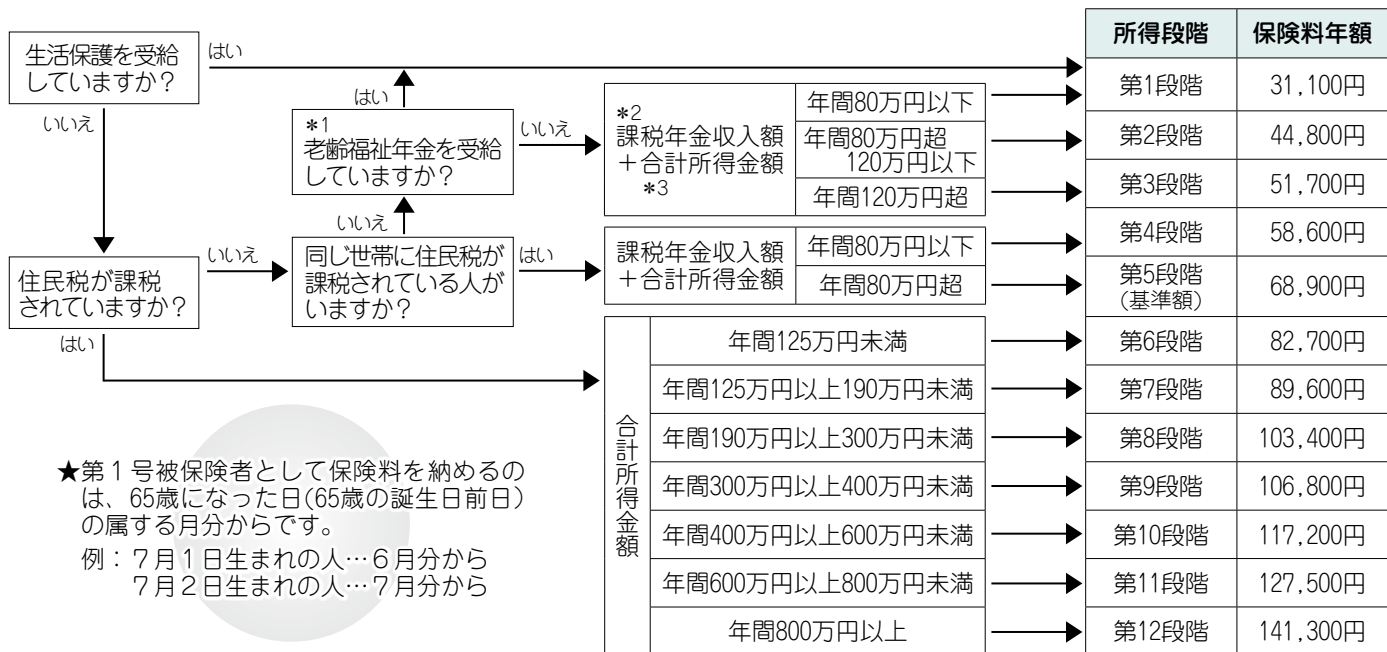 生活保護を受給
していますか？
はい
いいえ
住民税が課税
されていますか？
いいえ
はい
同じ世帯に住民税が
課税されている人が
いますか？
いいえ
はい
*1
老齢福祉年金を受給
していますか？
はい
いいえ
*2
課税年金収入額
＋合計所得金額
*3
年間80万円以下
年間80万円超
120万円以下
年間120万円超
課税年金収入額
＋合計所得金額
年間80万円以下
年間80万円超
合計所得金額
年間125万円未満
年間125万円以上190万円未満
年間190万円以上300万円未満
年間300万円以上400万円未満
年間400万円以上600万円未満
年間600万円以上800万円未満
年間800万円以上
所得段階 保険料年額
第1段階 31,100円
第2段階 44,800円
第3段階 51,700円
第4段階 58,600円
第5段階
(基準額) 68,900円
第6段階 82,700円
第7段階 89,600円
第8段階 103,400円
第9段階 106,800円
第10段階 117,200円
第11段階 127,500円
第12段階 141,300円
★第１号被保険者として保険料を納めるの
は、65歳になった日(65歳の誕生日前日)
の属する月分からです。
例：７月１日生まれの人…６月分から
７月２日生まれの人…７月分から